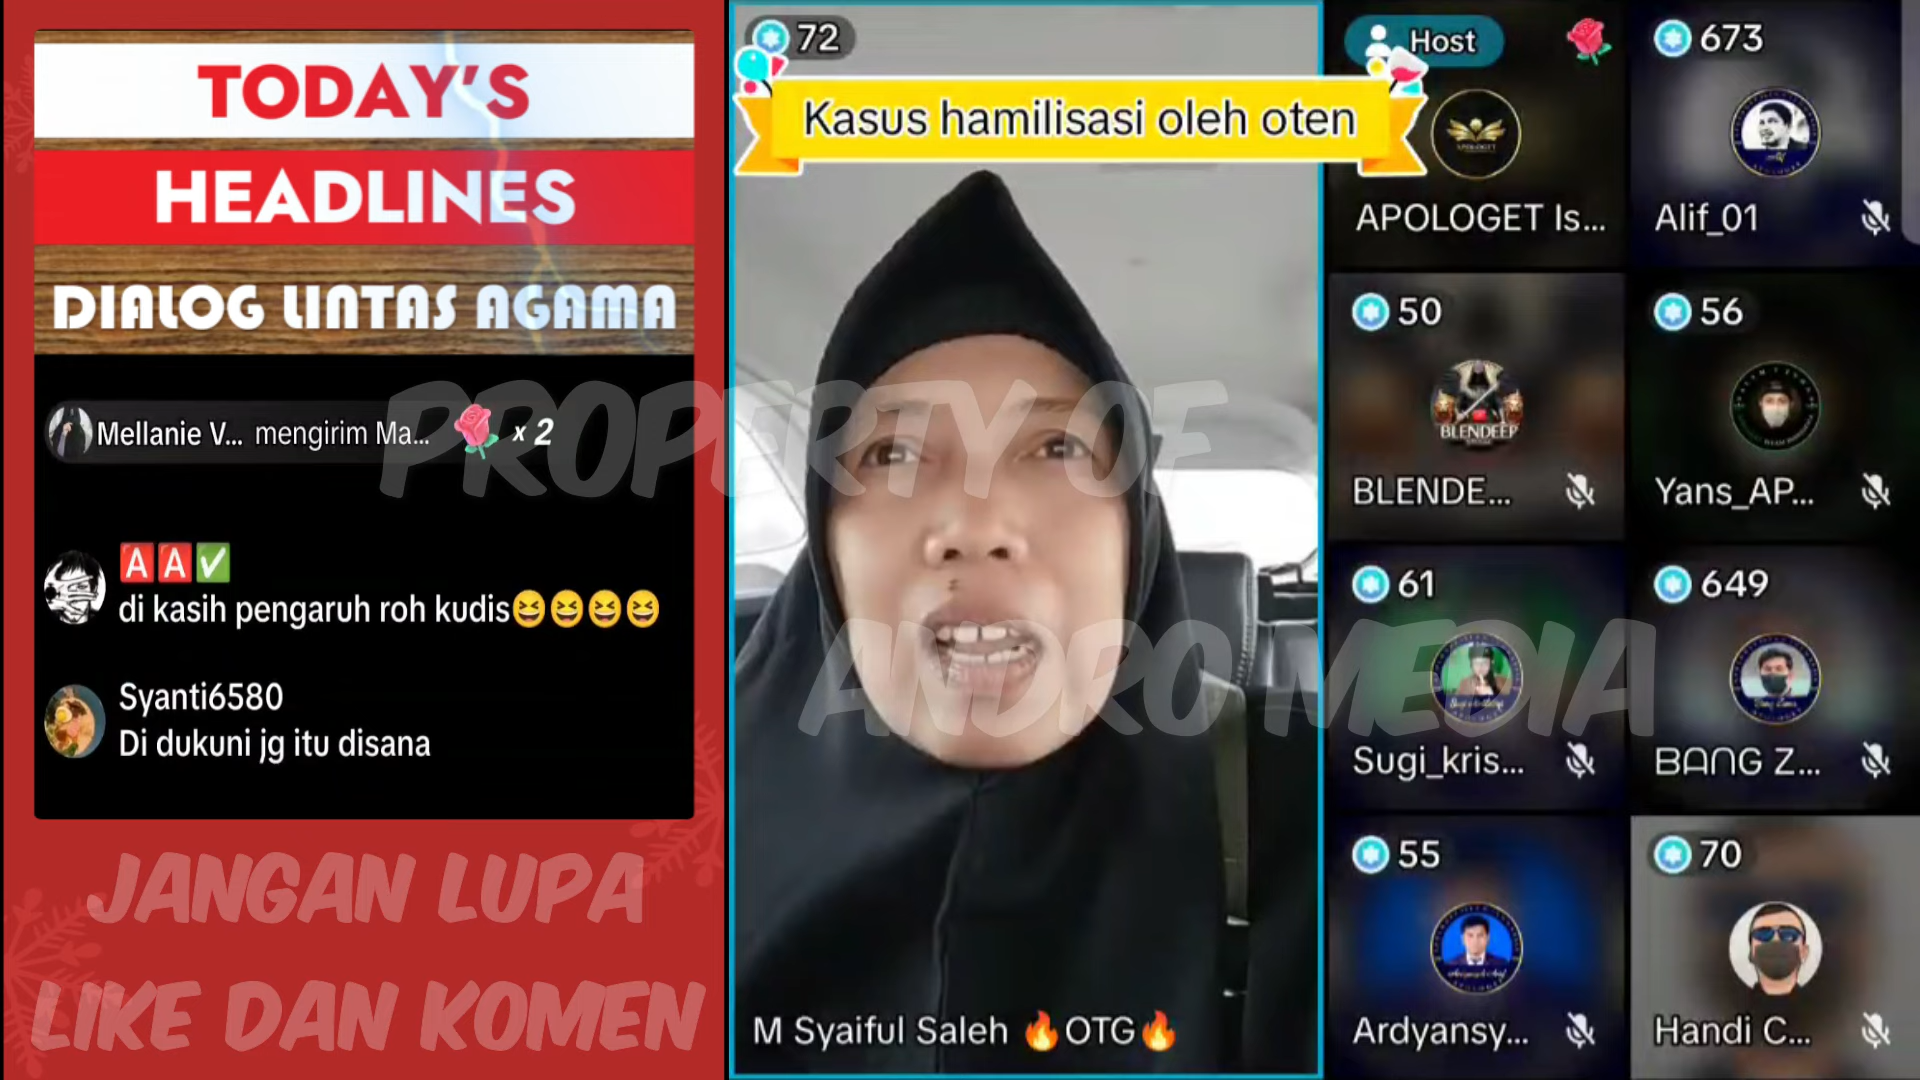 TODAY'S
HEADLINES
DIALOG LINTAS AGAMA
Mellanie V... mengirim Ma... x 2
A A
di kasih pengaruh roh kudis
Syanti6580
Di dukuni jg itu disana
JANGAN LUPA
LIKE DAN KOMEN
PROPERTY OF
ANDRO MEDIA
72
Kasus hamilisasi oleh oten
M Syaiful Saleh 🔥OTG🔥
Host
APOLOGET
APOLOGET Is...
673
Alif_01
50
BLENDEEP
BLENDE...
56
Yans_AP...
61
Sugi_kris...
649
BANG Z...
55
Ardyansy...
70
Handi C...